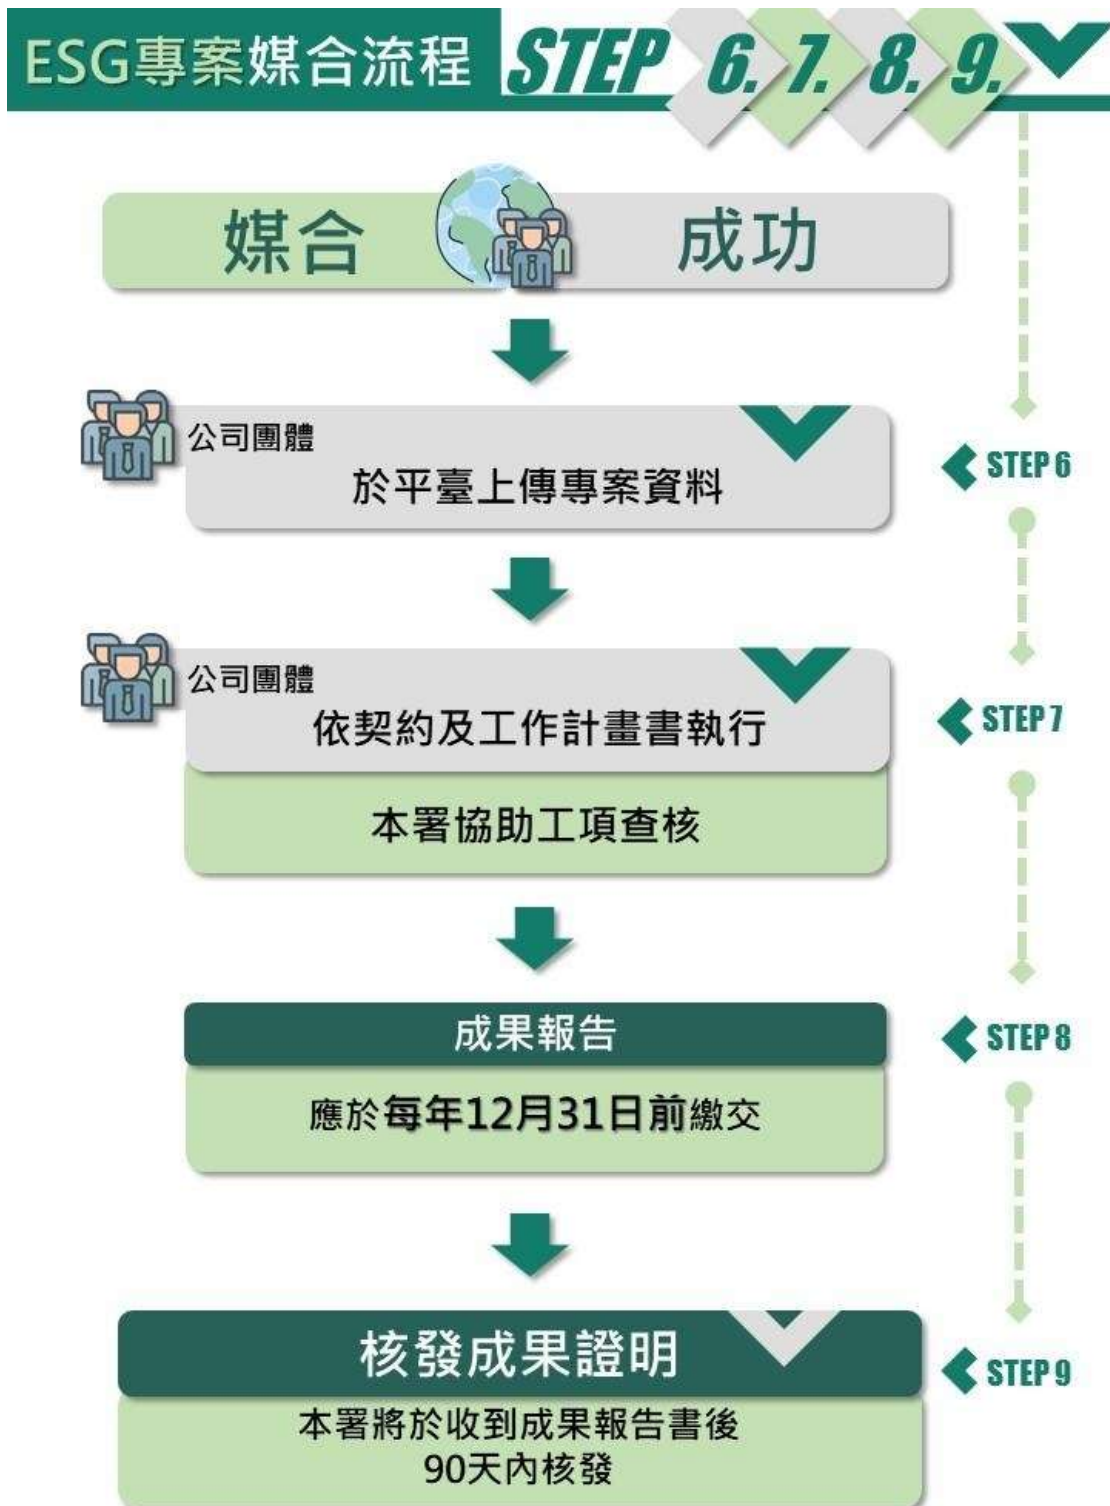 ESG專案媒合流程 STEP 6. 7. 8. 9.
媒合 成功
公司團體
於平臺上傳專案資料
STEP 6
公司團體
依契約及工作計畫書執行
STEP 7
本署協助工項查核
成果報告
STEP 8
應於每年12月31日前繳交
核發成果證明
STEP 9
本署將於收到成果報告書後
90天內核發